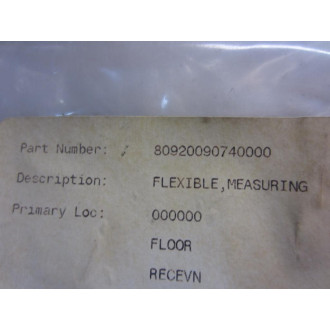 Part Number: / 80920090740000
Description: FLEXIBLE,MEASURING
Primary Loc: 000000
FLOOR
RECEVN